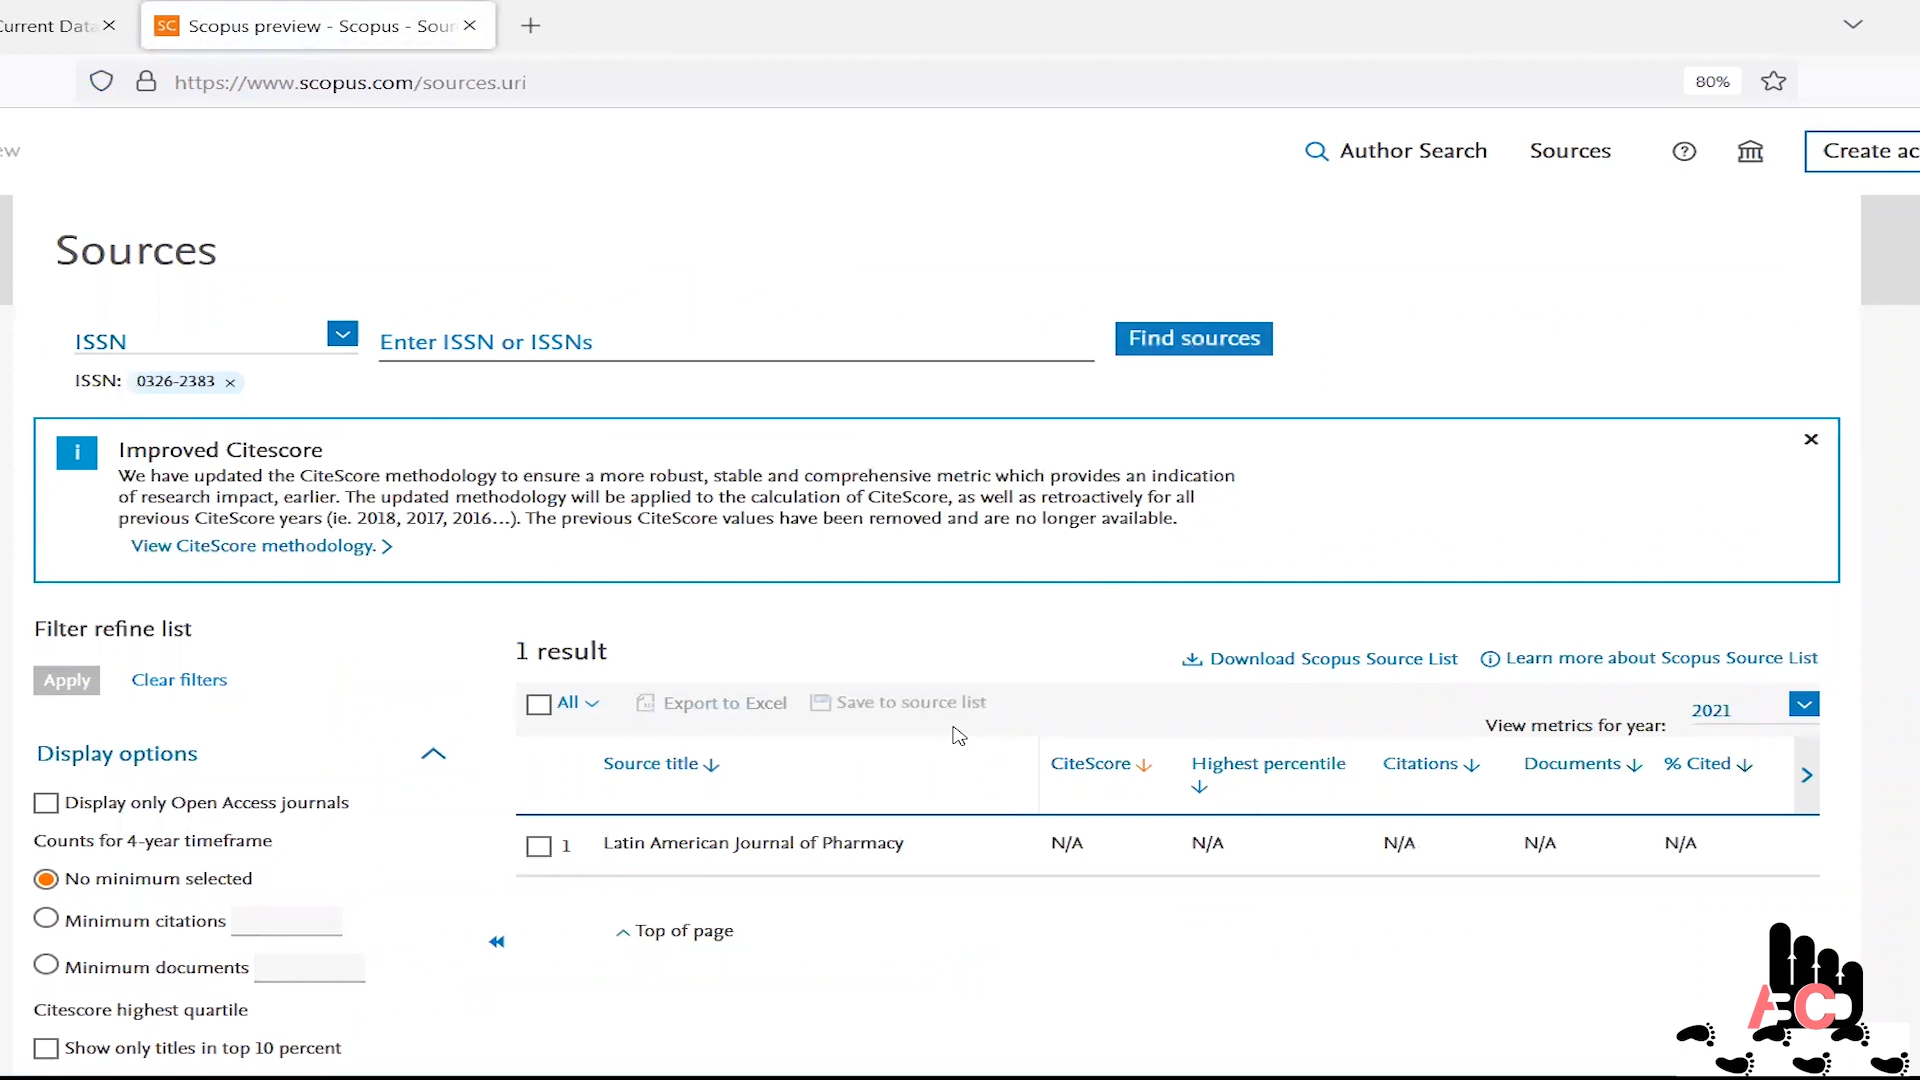 urrent Data
SC Scopus preview - Scopus - Sour
https://www.scopus.com/sources.uri
80%
ew
Author Search
Sources
Create ac
Sources
ISSN
Enter ISSN or ISSNs
Find sources
ISSN: 0326-2383
i
Improved Citescore
We have updated the CiteScore methodology to ensure a more robust, stable and comprehensive metric which provides an indication
of research impact, earlier. The updated methodology will be applied to the calculation of CiteScore, as well as retroactively for all
previous CiteScore years (ie. 2018, 2017, 2016...). The previous CiteScore values have been removed and are no longer available.
View CiteScore methodology.
Filter refine list
Apply
Clear filters
Display options
Display only Open Access journals
Counts for 4-year timeframe
No minimum selected
Minimum citations
Minimum documents
Citescore highest quartile
Show only titles in top 10 percent
1 result
Download Scopus Source List
Learn more about Scopus Source List
All
Export to Excel
Save to source list
View metrics for year:
2021
Source title
CiteScore
Highest percentile
Citations
Documents
% Cited
1 Latin American Journal of Pharmacy N/A N/A N/A N/A N/A
Top of page
ACD